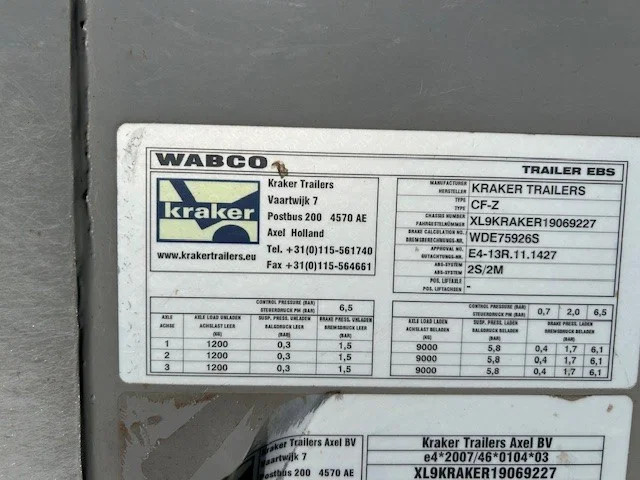 WABCO TRAILER EBS
kraker
www.krakertrailers.eu
Kraker Trailers
Vaartwijk 7
Postbus 200 4570 AE
Axel Holland
Tel. +31(0)115-561740
Fax +31(0)115-564661
MANUFACTURER HERSTELLER KRAKER TRAILERS
TYPE TYP CF-Z
CHASSIS NUMBER FAHRGESTELLNUMMER XL9KRAKER19069227
BRAKE CALCULATION NO. BREMSBERECHNUNGS-NR. WDE75926S
APPROVAL NO. GUTACHTUNGS-NR. E4-13R.11.1427
ABS-SYSTEM ABS-SYSTEM 2S/2M
POS. LIFTAXLE POS. LIFTACHSEN -
CONTROL PRESSURE (BAR) STEUERDRUCK PM (BAR) 6,5
AXLE ACHSE AXLE LOAD UNLADEN ACHSLAST LEER (KG) SUSP. PRESS. UNLADEN BALGDRUCK LEER (BAR) BRAKE PRESS. UNLADEN BREMSDRUCK LEER (BAR)
1 1200 0,3 1,5
2 1200 0,3 1,5
3 1200 0,3 1,5
CONTROL PRESSURE (BAR) STEUERDRUCK PM (BAR) 0,7 2,0 6,5
AXLE LOAD LADEN ACHSLAST BELADEN (KG) SUSP. PRESS. LADEN BALGDRUCK BELADEN (BAR) BRAKE PRESS. LADEN BREMSDRUCK BELADEN (BAR)
9000 5,8 0,4 1,7 6,1
9000 5,8 0,4 1,7 6,1
9000 5,8 0,4 1,7 6,1
Kraker Trailers Axel BV
Vaartwijk 7
Postbus 200 4570 AE
Kraker Trailers Axel BV
e4*2007/46*0104*03
XL9KRAKER19069227